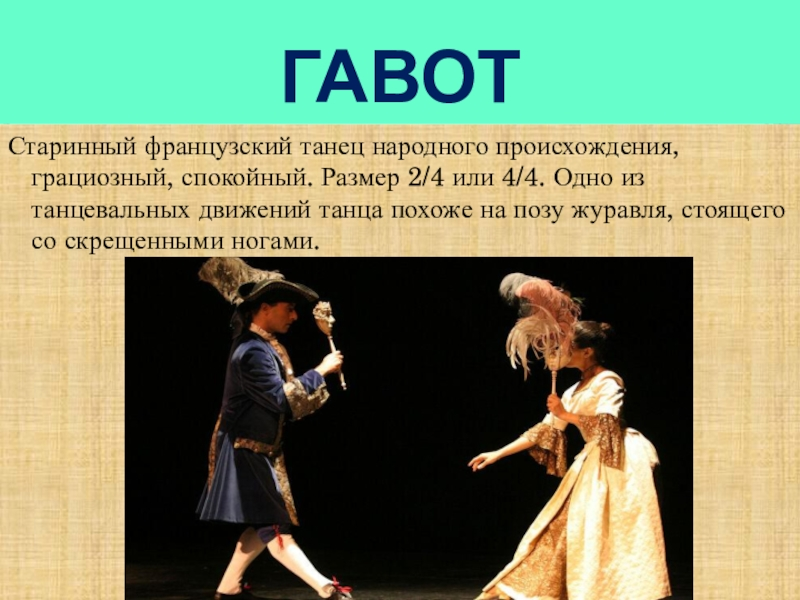 ГАВОТ
Старинный французский танец народного происхождения,
грациозный, спокойный. Размер 2/4 или 4/4. Одно из
танцевальных движений танца похоже на позу журавля, стоящего
со скрещенными ногами.